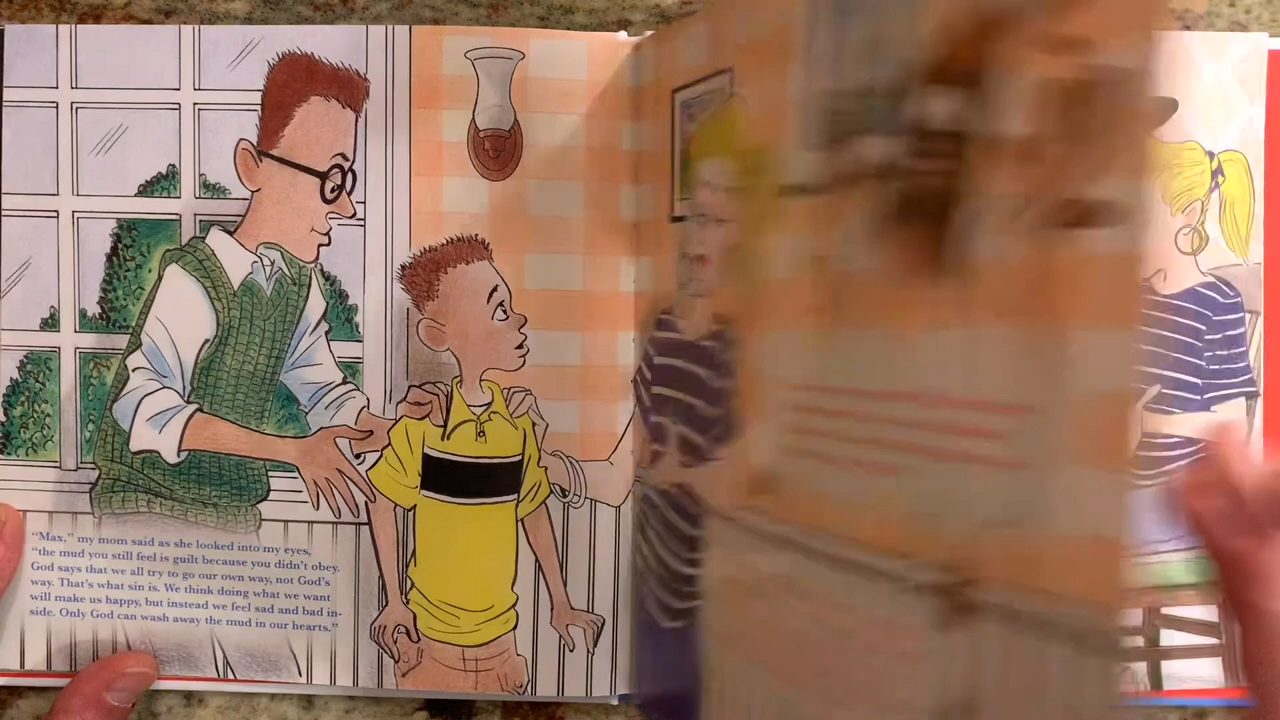 “Max,” my mom said as she looked into my eyes,
“the mud you still feel is guilt because you didn’t obey.
God says that we all try to go our own way, not God’s
way. That’s what sin is. We think doing what we want
will make us happy, but instead we feel sad and bad in-
side. Only God can wash away the mud in our hearts.”